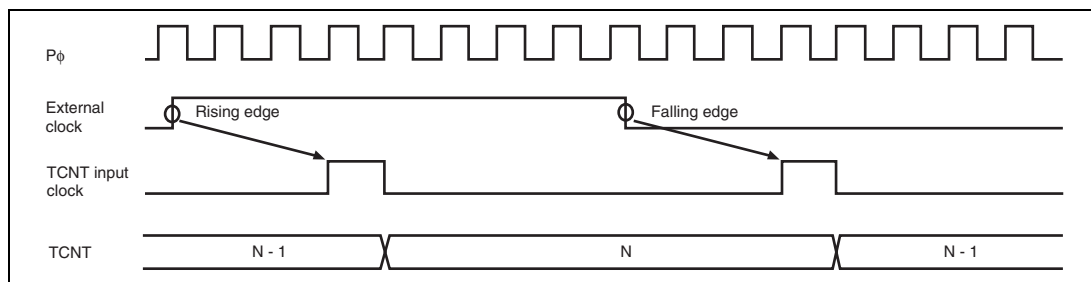 Pϕ
External
clock
Rising edge
Falling edge
TCNT input
clock
TCNT
N - 1
N
N - 1